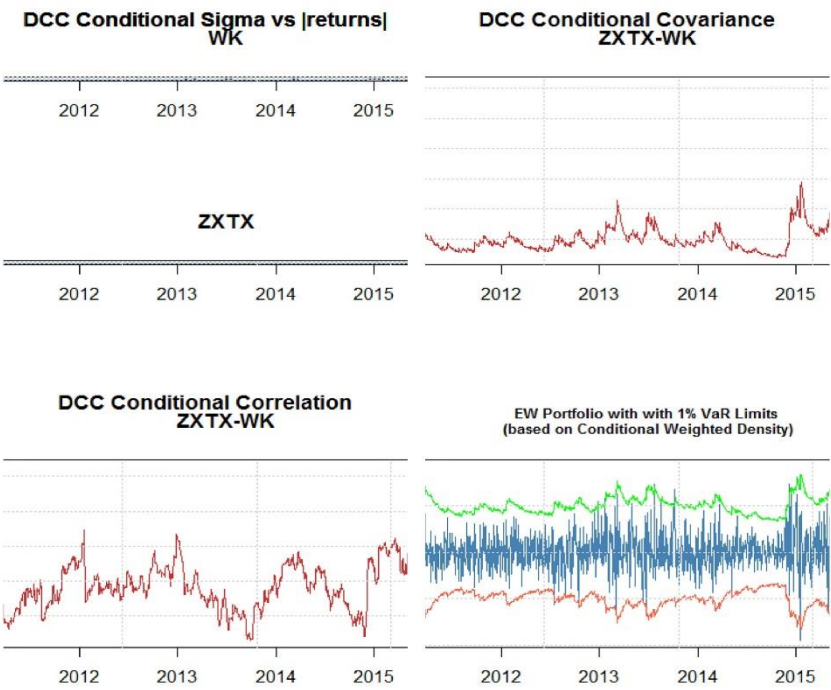 DCC Conditional Sigma vs |returns|
WK
2012 2013 2014 2015
ZXTX
2012 2013 2014 2015
DCC Conditional Covariance
ZXTX-WK
2012 2013 2014 2015
DCC Conditional Correlation
ZXTX-WK
2012 2013 2014 2015
EW Portfolio with with 1% VaR Limits
(based on Conditional Weighted Density)
2012 2013 2014 2015